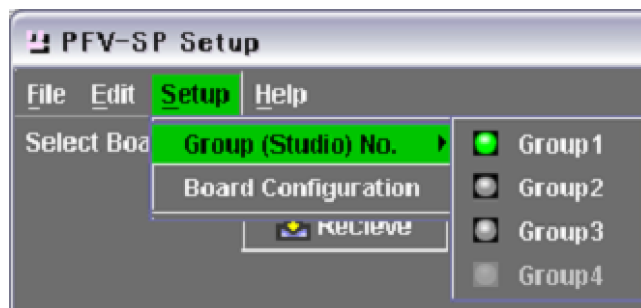 PFV-SP Setup
File Edit Setup Help
Select Boa
Group (Studio) No.
Board Configuration
Recieve
Group1
Group2
Group3
Group4